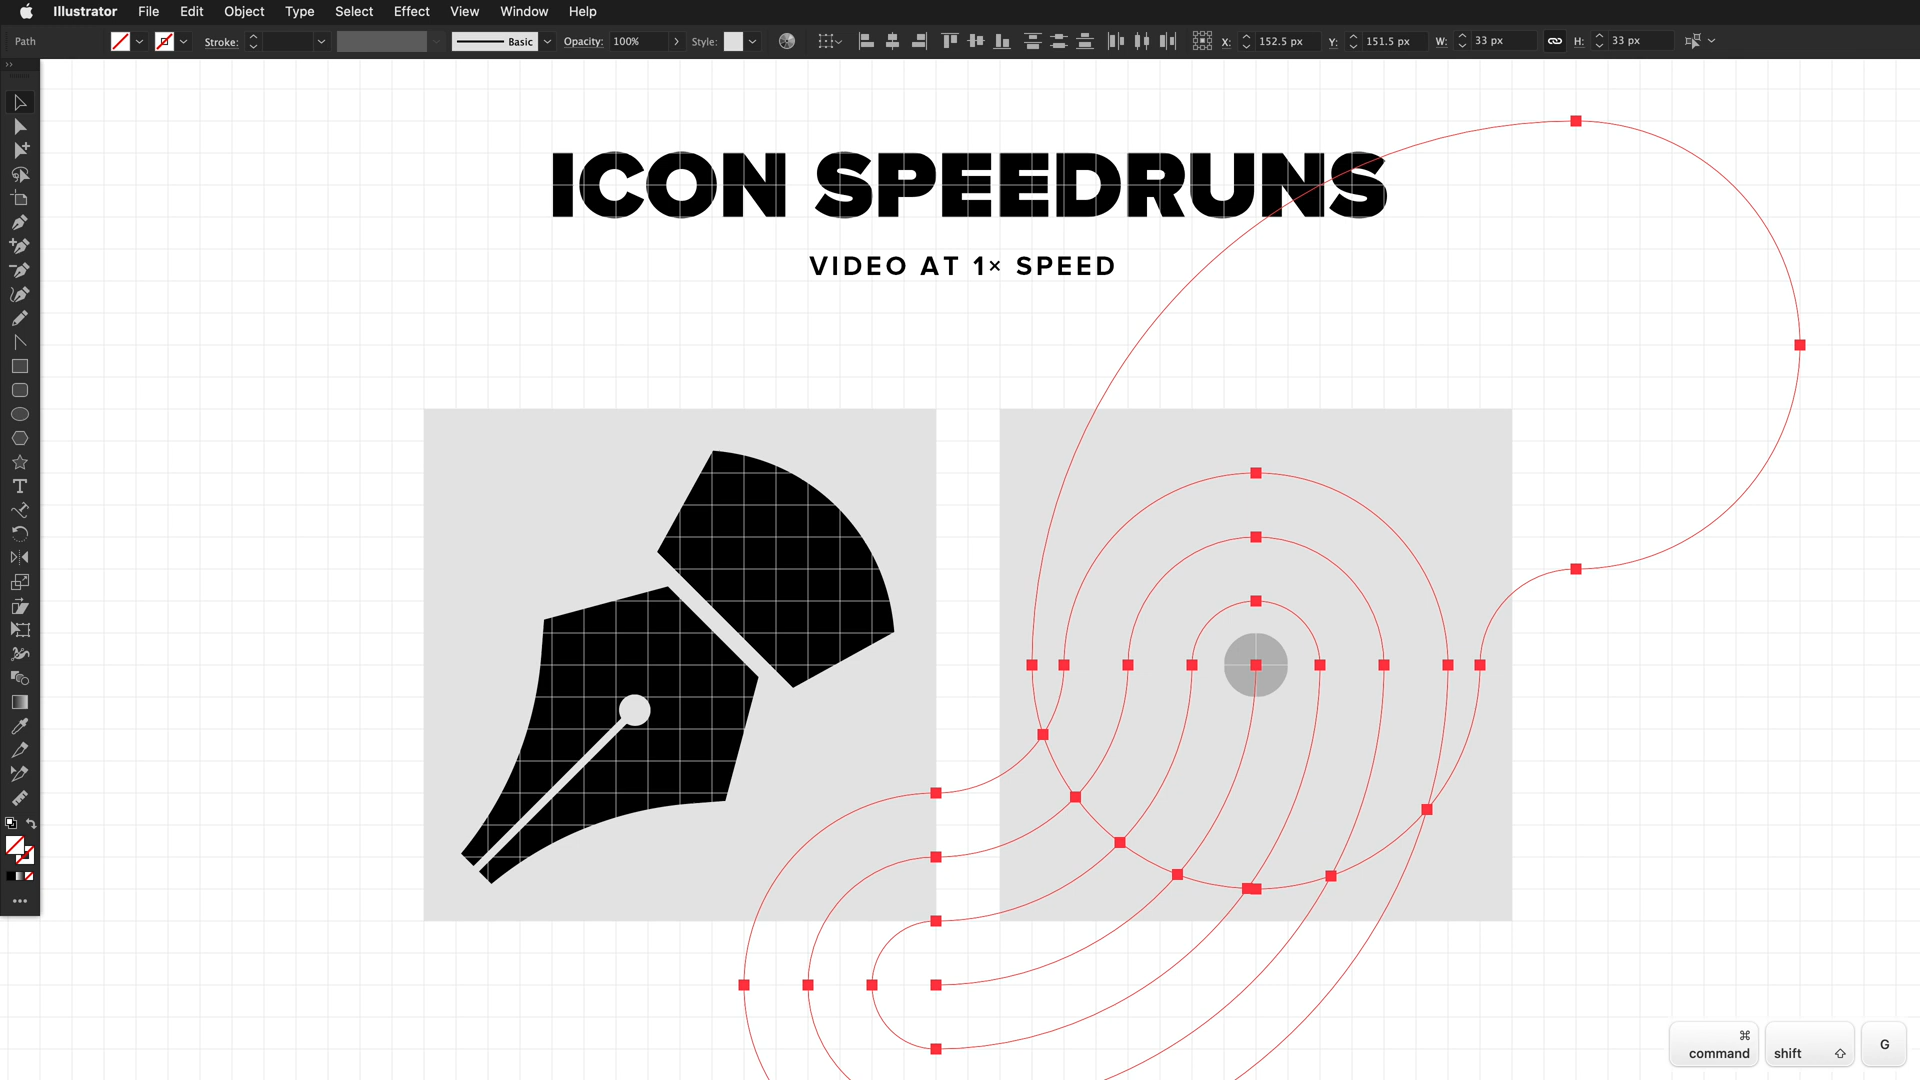 Illustrator File Edit Object Type Select Effect View Window Help
Path Stroke: Basic Opacity: 100% Style: X: 152.5 px Y: 151.5 px W: 33 px H: 33 px
ICON SPEEDRUNS
VIDEO AT 1× SPEED
⌘
command shift G